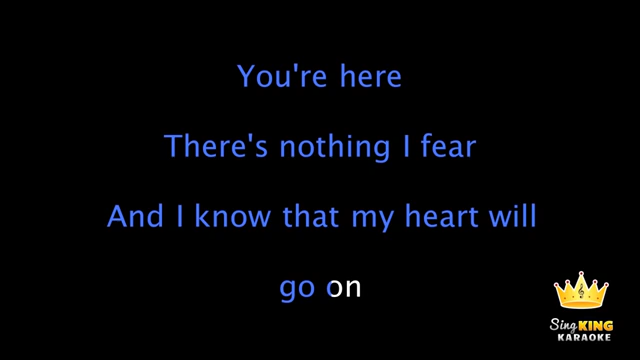 You're here
There's nothing I fear
And I know that my heart will
go on
Sing KING
KARAOKE